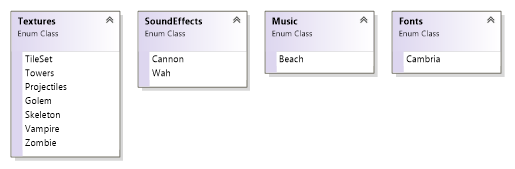 Textures
Enum Class
TileSet
Towers
Projectiles
Golem
Skeleton
Vampire
Zombie
SoundEffects
Enum Class
Cannon
Wah
Music
Enum Class
Beach
Fonts
Enum Class
Cambria